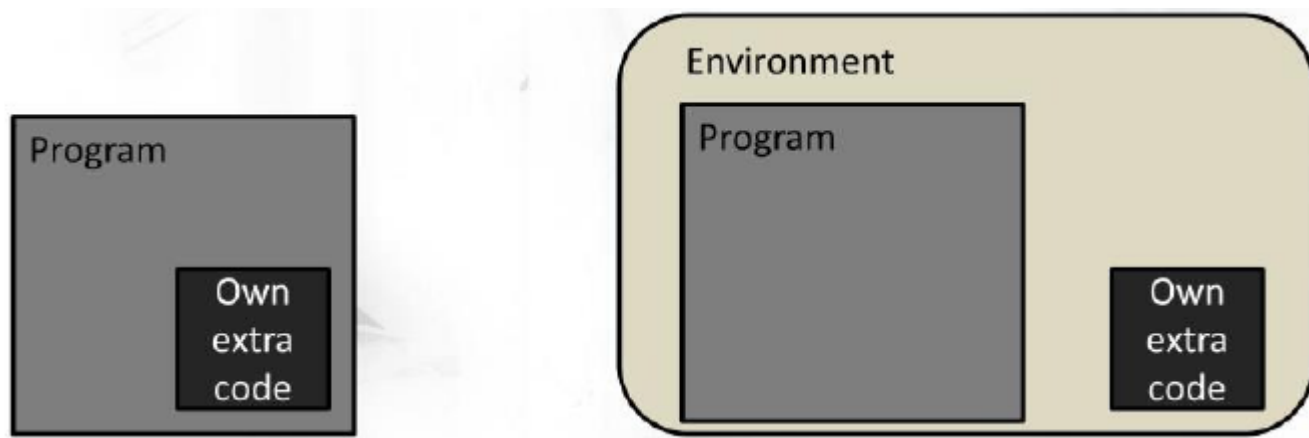 Program
Own
extra
code
Environment
Program
Own
extra
code